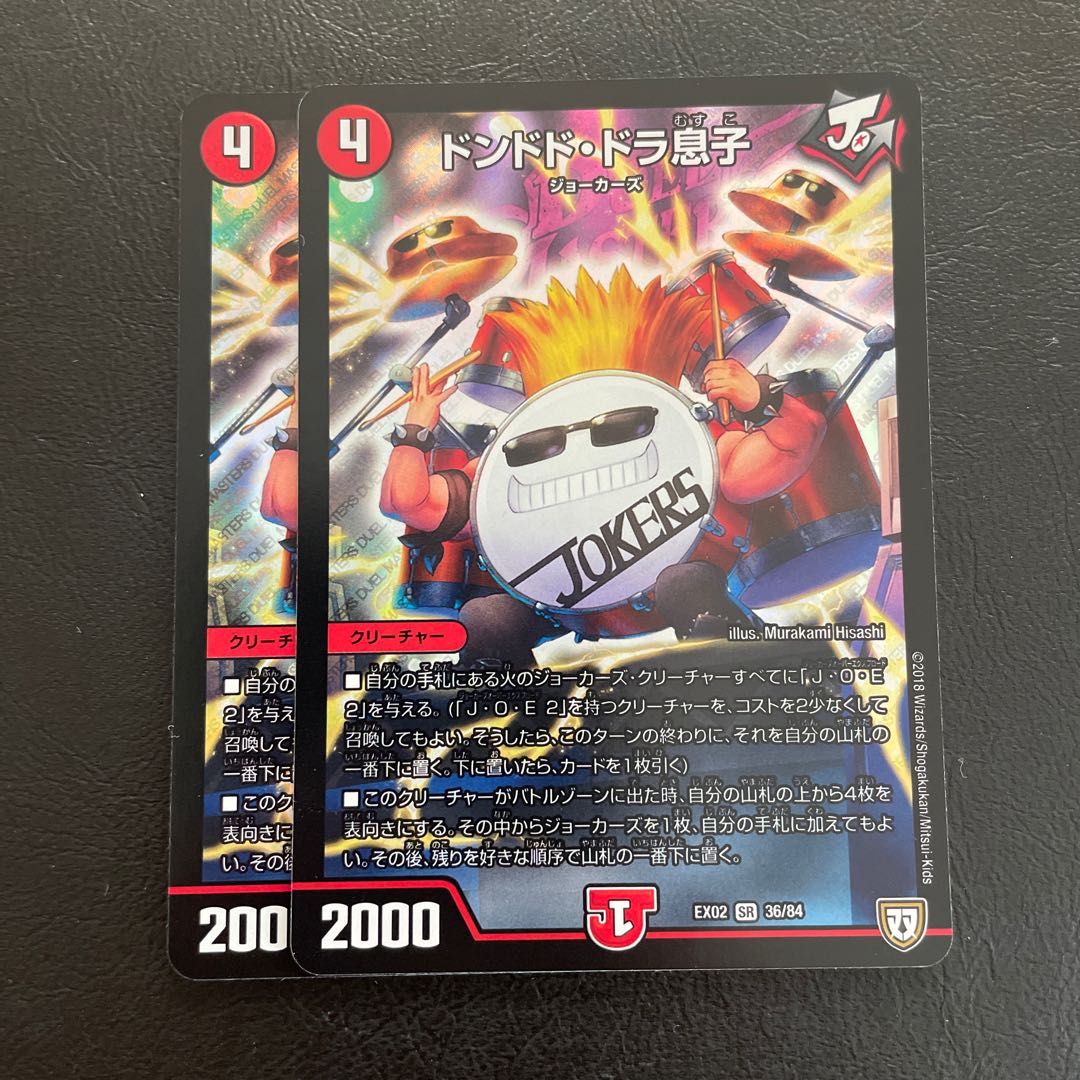 4
4
むすこ
ドンドド・ドラ息子
ジョーカーズ
J
JOKERS
クリーチャ
クリーチャー
illus. Murakami Hisashi
■自分の
2」を与え
召喚して
一番下に
■このク
表向きに
い。その後
■自分の手札にある火のジョーカーズ・クリーチャーすべてに「J・O・E
2」を与える。(「J・O・E 2」を持つクリーチャーを、コストを2少なくして
召喚してもよい。そうしたら、このターンの終わりに、それを自分の山札の
一番下に置く。下に置いたら、カードを1枚引く)
■このクリーチャーがバトルゾーンに出た時、自分の山札の上から4枚を
表向きにする。その中からジョーカーズを1枚、自分の手札に加えてもよ
い。その後、残りを好きな順序で山札の一番下に置く。
©2018 Wizards/Shogakukan/Mitsui-Kids
200
2000
EX02 SR 36/84
双